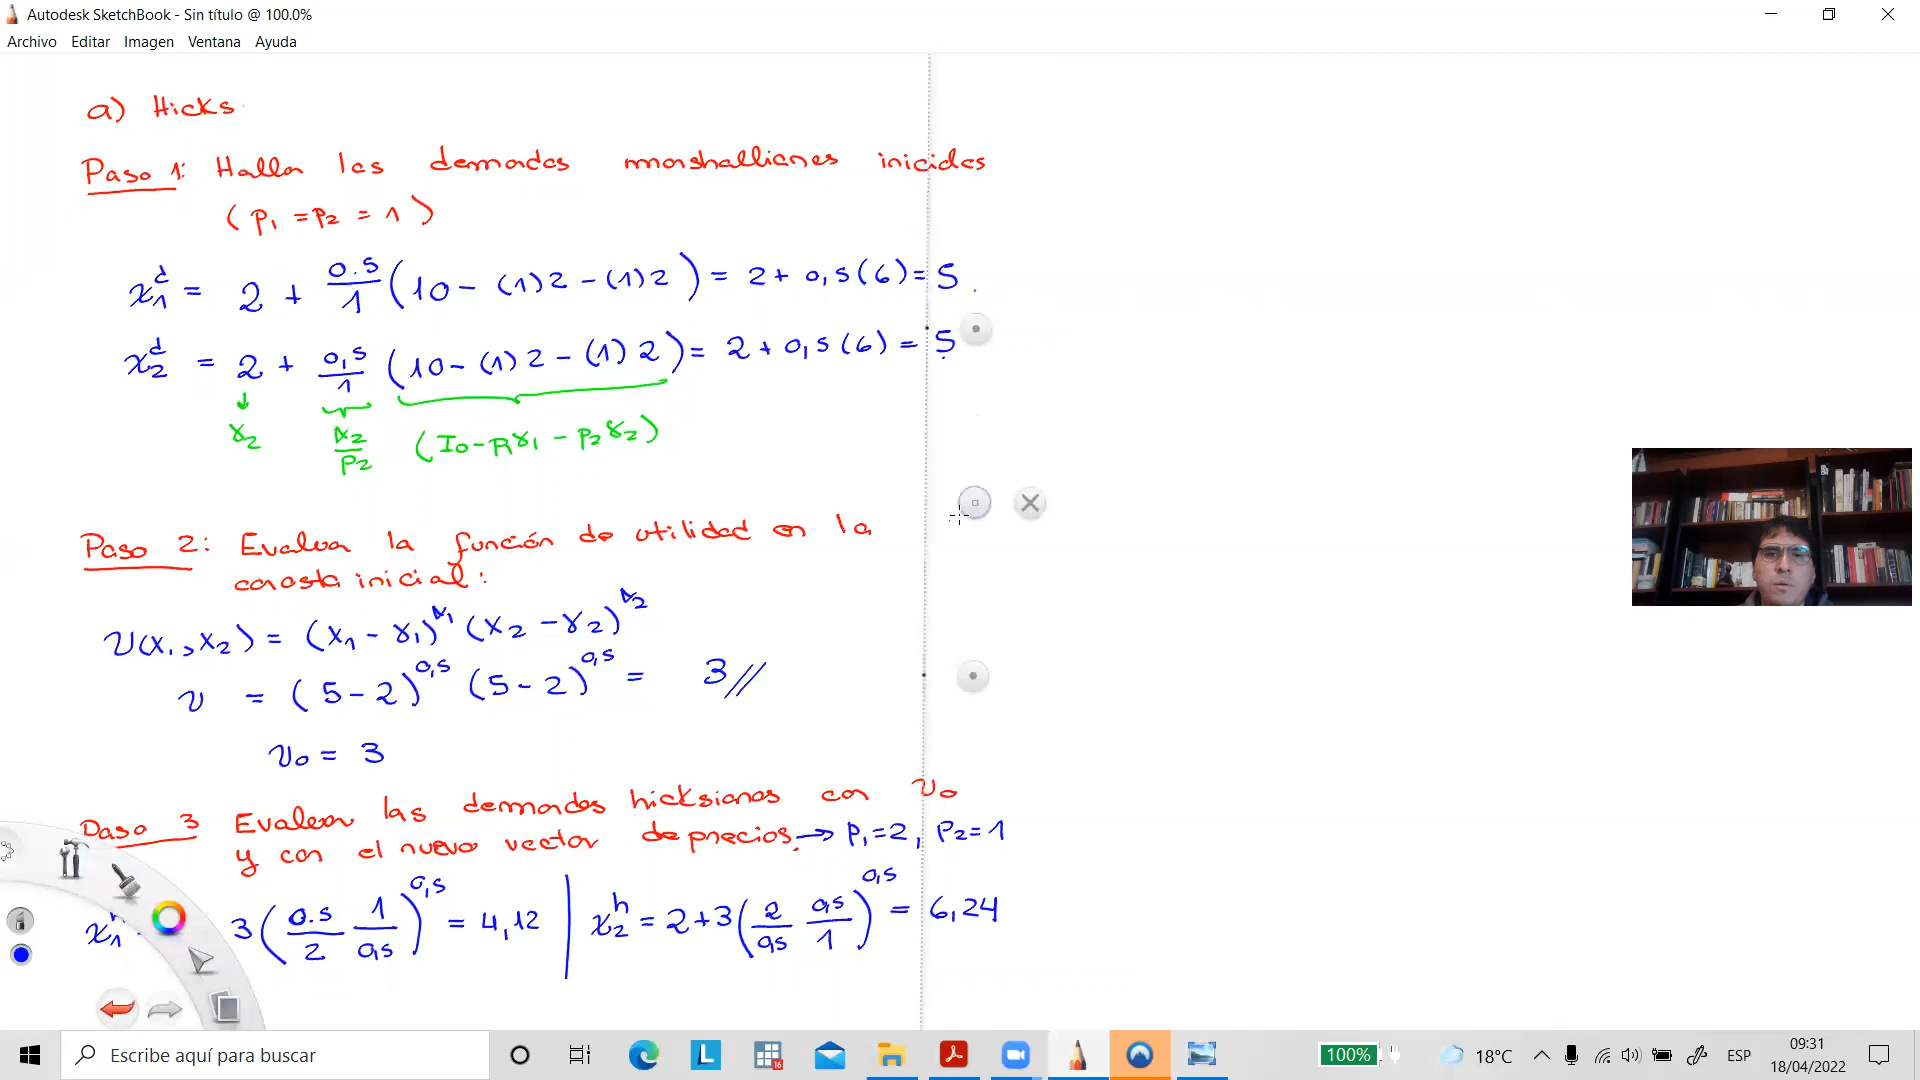 Autodesk SketchBook - Sin título @ 100.0%
Archivo Editar Imagen Ventana Ayuda
a) Hicks
Paso 1: Halla las demandas marshallianas iniciales
(p₁ = p₂ = 1)
x₁ᵈ = 2 + 0.5/1 (10 - (1)2 - (1)2) = 2 + 0,5(6) = 5
x₂ᵈ = 2 + 0,5/1 (10 - (1)2 - (1)2) = 2 + 0,5(6) = 5
↓
γ₂ α₂/p₂ (I₀ - p₁γ₁ - p₂γ₂)
Paso 2: Evaluar la función de utilidad en la
canasta inicial:
U(x₁, x₂) = (x₁ - γ₁)^α₁ (x₂ - γ₂)^α₂
U = (5 - 2)^0,5 (5 - 2)^0,5 = 3//
U₀ = 3
Paso 3 Evaluar las demandas hicksianas con U₀
y con el nuevo vector de precios. → p₁=2, p₂=1
x₁ʰ = 3(0.5/2 1/0,5)^0,5 = 4,12 | x₂ʰ = 2+3(2/0,5 0,5/1)^0,5 = 6,24
Escribe aquí para buscar
L
16
100%
18°C
ESP
09:31
18/04/2022